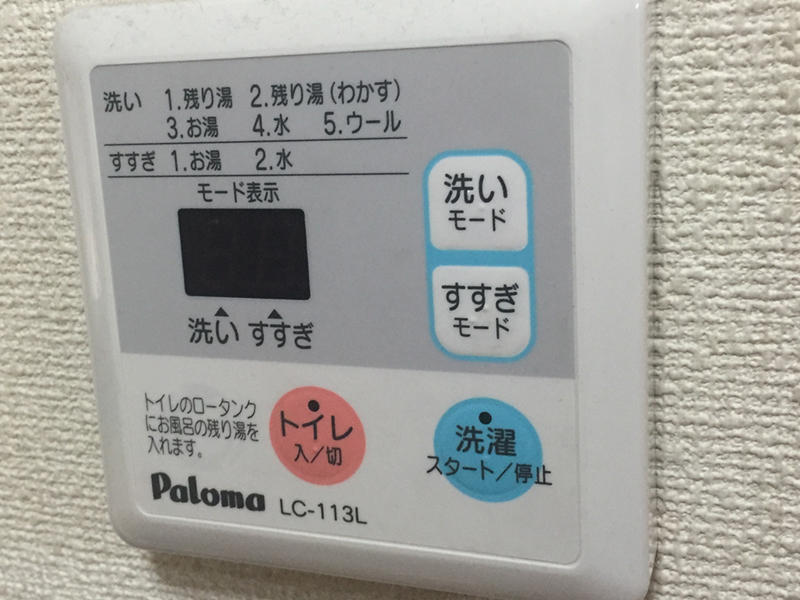 洗い 1.残り湯 2.残り湯(わかす)
3.お湯 4.水 5.ウール
すすぎ 1.お湯 2.水
モード表示
洗い すすぎ
洗い
モード
すすぎ
モード
トイレのロータンク
にお風呂の残り湯を
入れます。
トイレ
入/切
洗濯
スタート/停止
Paloma LC-113L